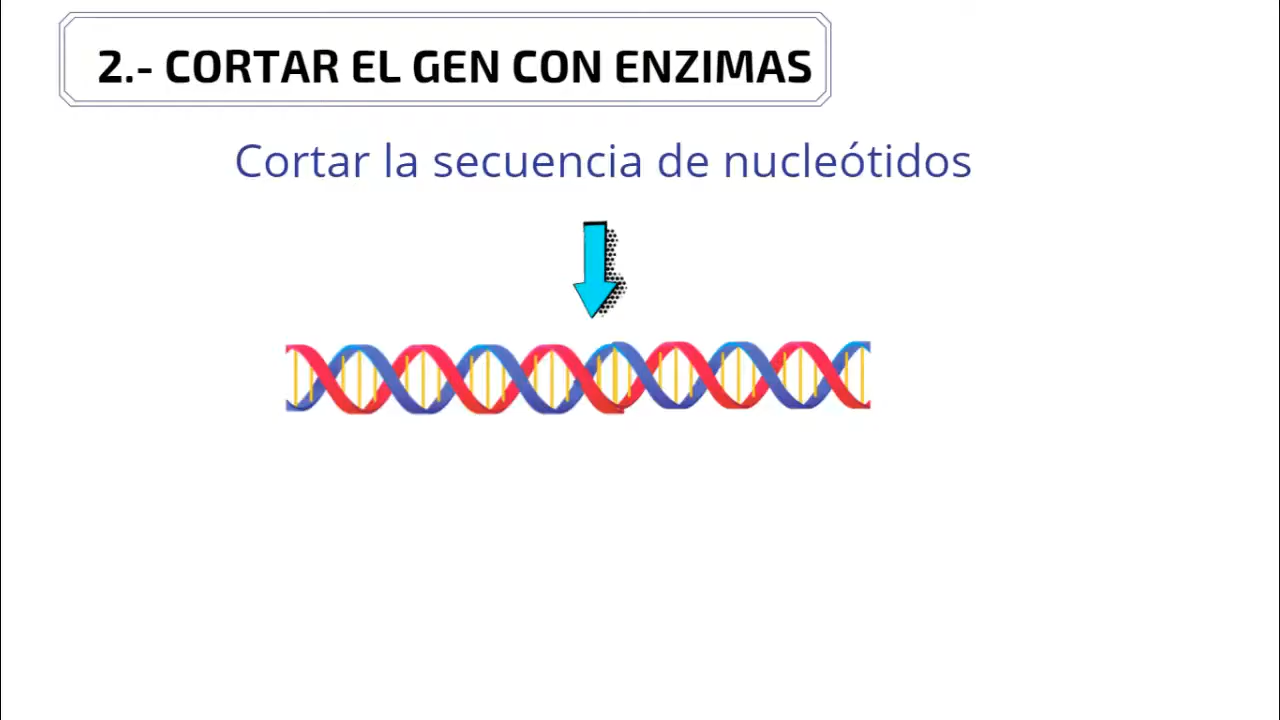 2.- CORTAR EL GEN CON ENZIMAS
Cortar la secuencia de nucleótidos